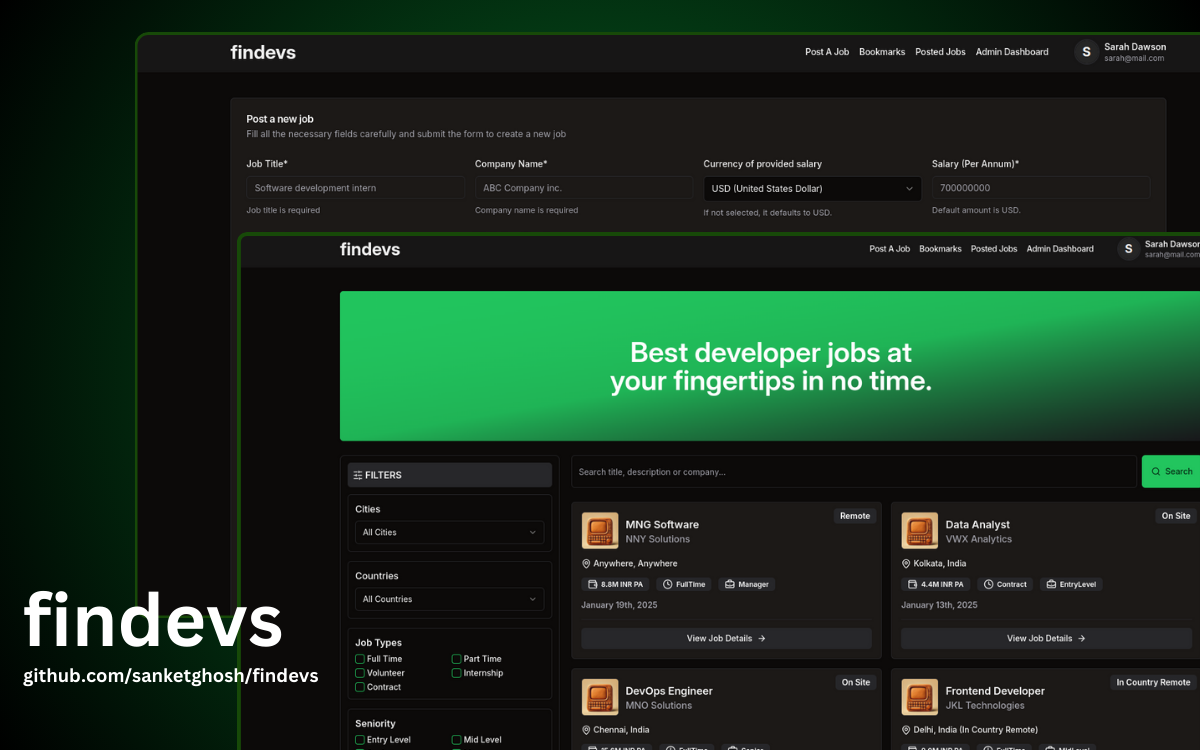 findevs
Post A Job Bookmarks Posted Jobs Admin Dashboard S Sarah Dawson
sarah@mail.com
Post a new job
Fill all the necessary fields carefully and submit the form to create a new job
Job Title* Company Name* Currency of provided salary Salary (Per Annum)*
Software development intern ABC Company inc. USD (United States Dollar) 700000000
Job title is required Company name is required If not selected, it defaults to USD. Default amount is USD.
findevs
Post A Job Bookmarks Posted Jobs Admin Dashboard S Sarah Dawson
sarah@mail.com
Best developer jobs at
your fingertips in no time.
FILTERS
Cities
All Cities
Countries
All Countries
Job Types
Full Time Part Time
Volunteer Internship
Contract
Seniority
Entry Level Mid Level
Search title, description or company...
Search
MNG Software Remote
NNY Solutions
Anywhere, Anywhere
8.8M INR PA FullTime Manager
January 19th, 2025
View Job Details →
Data Analyst On Site
VWX Analytics
Kolkata, India
4.4M INR PA Contract EntryLevel
January 13th, 2025
View Job Details →
DevOps Engineer On Site
MNO Solutions
Chennai, India
Frontend Developer In Country Remote
JKL Technologies
Delhi, India (In Country Remote)
findevs
github.com/sanketghosh/findevs